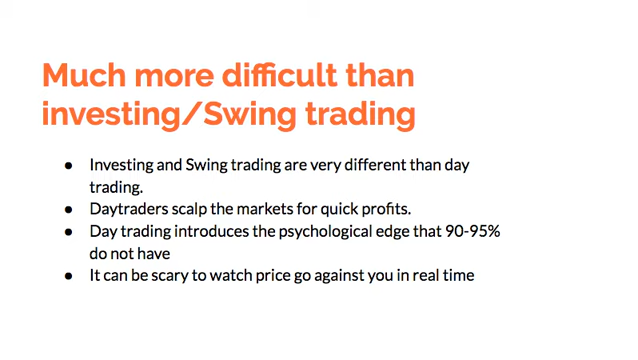 Much more difficult than
investing/Swing trading
● Investing and Swing trading are very different than day
trading.
● Daytraders scalp the markets for quick profits.
● Day trading introduces the psychological edge that 90-95%
do not have
● It can be scary to watch price go against you in real time